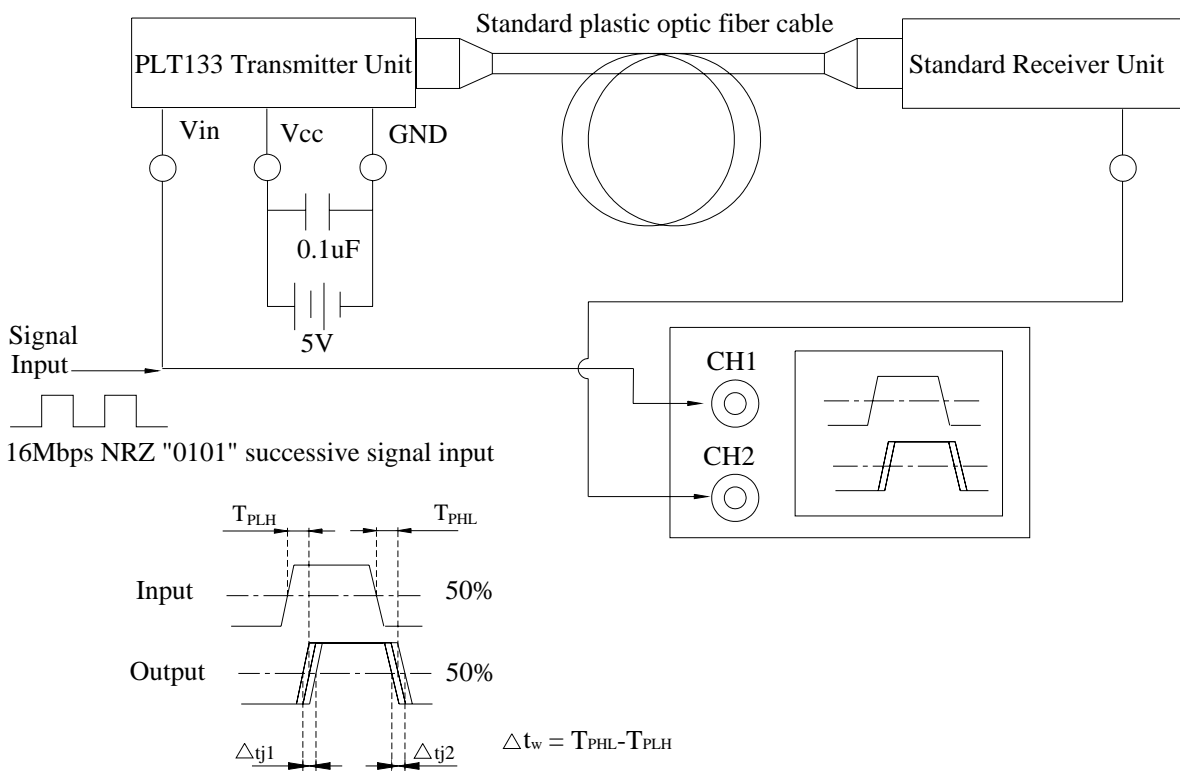 Standard plastic optic fiber cable
PLT133 Transmitter Unit
Standard Receiver Unit
Vin
Vcc
GND
0.1uF
5V
Signal
Input
CH1
CH2
16Mbps NRZ "0101" successive signal input
TPLH
TPHL
Input
50%
Output
50%
△tj1
△tj2
△tw = TPHL-TPLH